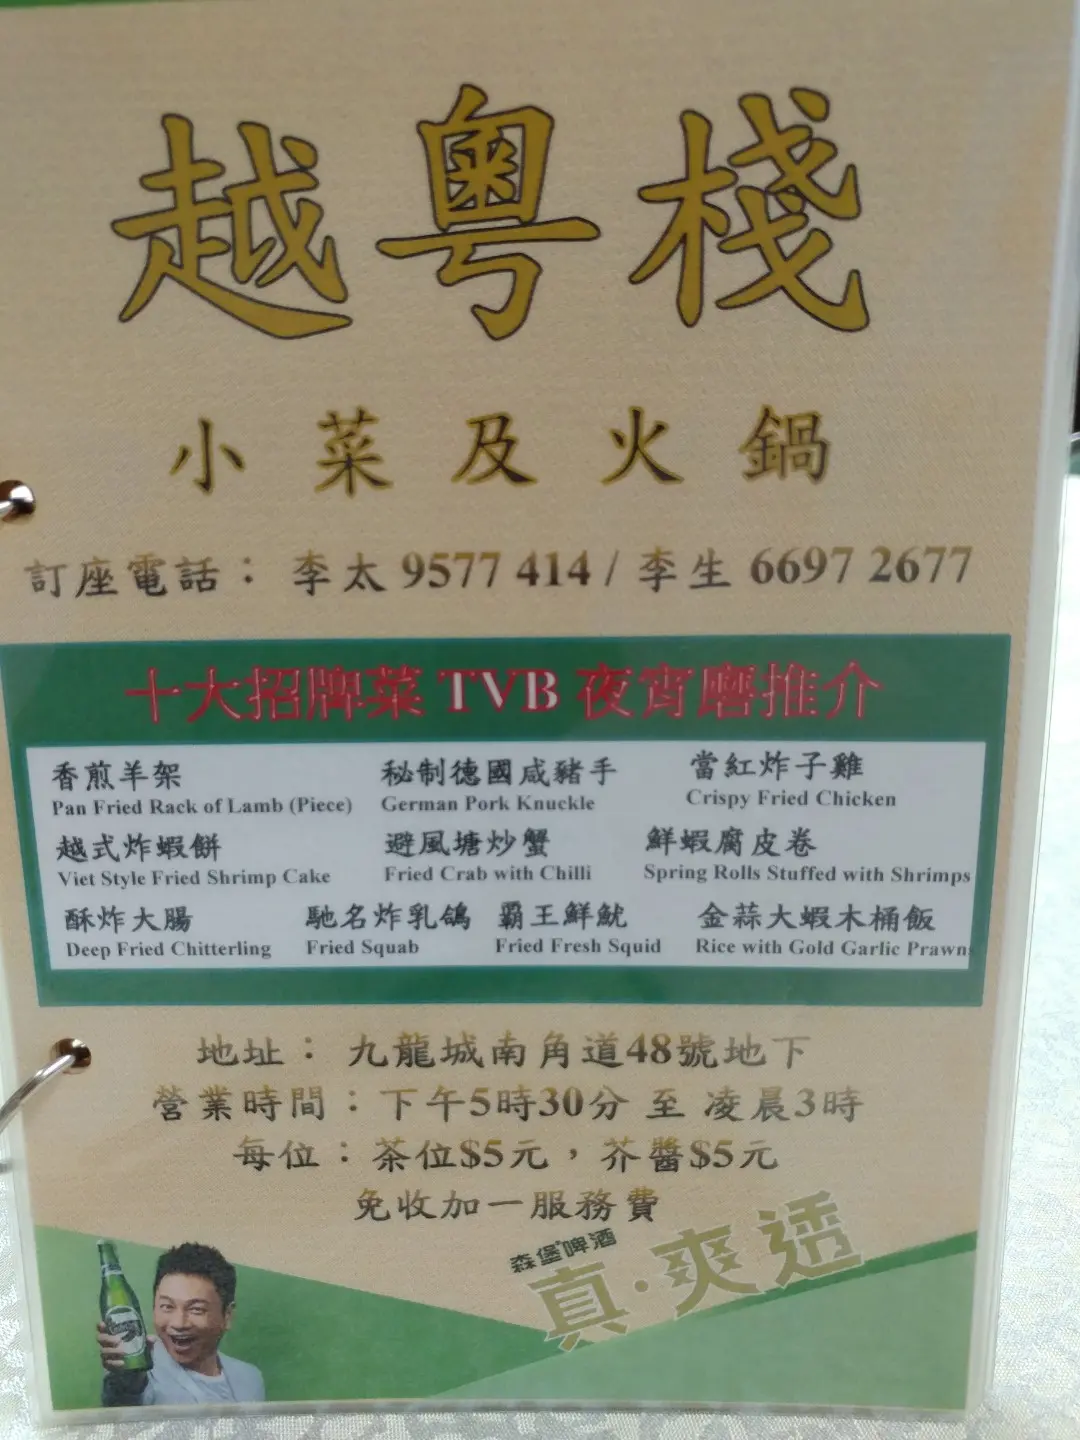 越粵棧
小菜及火鍋
訂座電話： 李太 9577 414 / 李生 6697 2677
十大招牌菜 TVB 夜宵磨推介
香煎羊架 秘制德國咸豬手 當紅炸子雞
Pan Fried Rack of Lamb (Piece) German Pork Knuckle Crispy Fried Chicken
越式炸蝦餅 避風塘炒蟹 鮮蝦腐皮卷
Viet Style Fried Shrimp Cake Fried Crab with Chilli Spring Rolls Stuffed with Shrimps
酥炸大腸 馳名炸乳鴿 霸王鮮魷 金蒜大蝦木桶飯
Deep Fried Chitterling Fried Squab Fried Fresh Squid Rice with Gold Garlic Prawns
地址： 九龍城南角道48號地下
營業時間：下午5時30分 至 凌晨3時
每位：茶位$5元，芥醬$5元
免收加一服務費
森堡啤酒
真·爽透